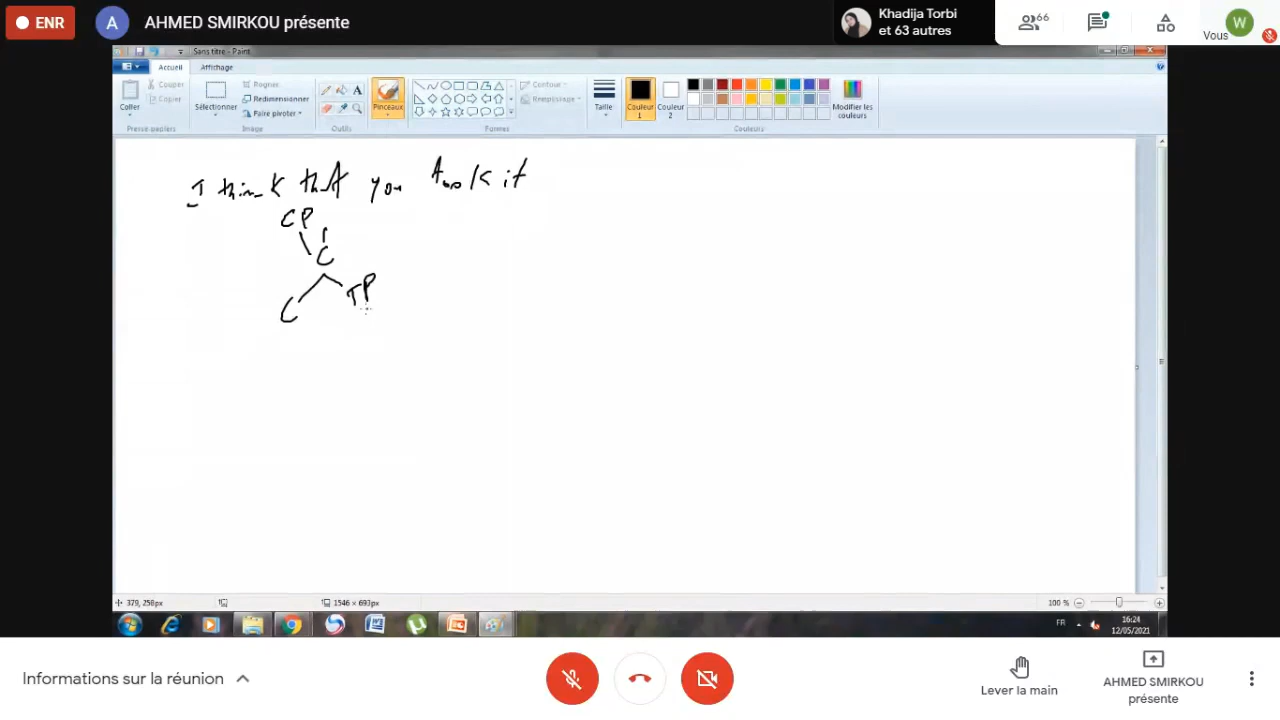 ENR
A
AHMED SMIRKOU présente
Khadija Torbi
et 63 autres
66
Vous
W
Sans titre - Paint
Accueil
Affichage
Coller
Couper
Copier
Presse-papiers
Sélectionner
Rogner
Redimensionner
Faire pivoter
Image
A
Outils
Pinceaux
Contour
Remplissage
Formes
Taille
Couleur
1
Couleur
2
Modifier les
couleurs
Couleurs
I think that you took it
CP
C
C
TP
379, 258px
1546 × 693px
100 %
FR
16:24
12/05/2021
Informations sur la réunion
Lever la main
AHMED SMIRKOU
présente